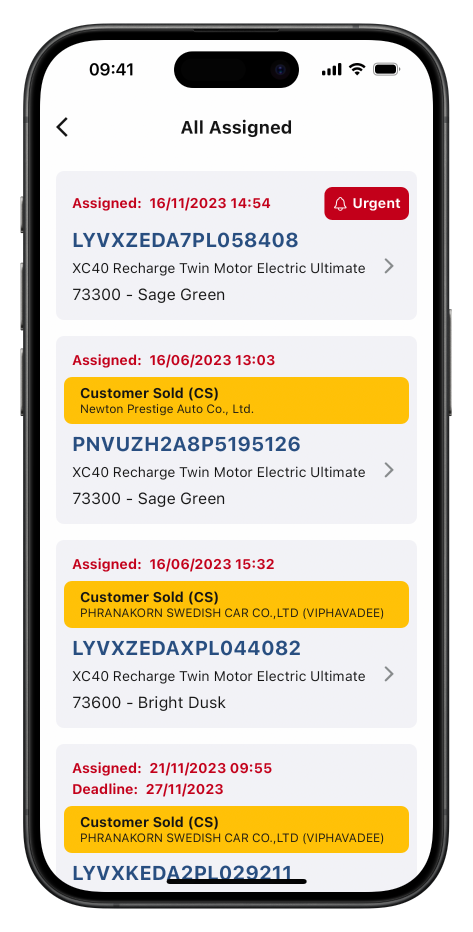 09:41
All Assigned
Assigned: 16/11/2023 14:54
Urgent
LYVXZEDA7PL058408
XC40 Recharge Twin Motor Electric Ultimate
73300 - Sage Green
Assigned: 16/06/2023 13:03
Customer Sold (CS)
Newton Prestige Auto Co., Ltd.
PNVUZH2A8P5195126
XC40 Recharge Twin Motor Electric Ultimate
73300 - Sage Green
Assigned: 16/06/2023 15:32
Customer Sold (CS)
PHRANAKORN SWEDISH CAR CO.,LTD (VIPHAVADEE)
LYVXZEDAXPL044082
XC40 Recharge Twin Motor Electric Ultimate
73600 - Bright Dusk
Assigned: 21/11/2023 09:55
Deadline: 27/11/2023
Customer Sold (CS)
PHRANAKORN SWEDISH CAR CO.,LTD (VIPHAVADEE)
LYVXKEDA2PL029211